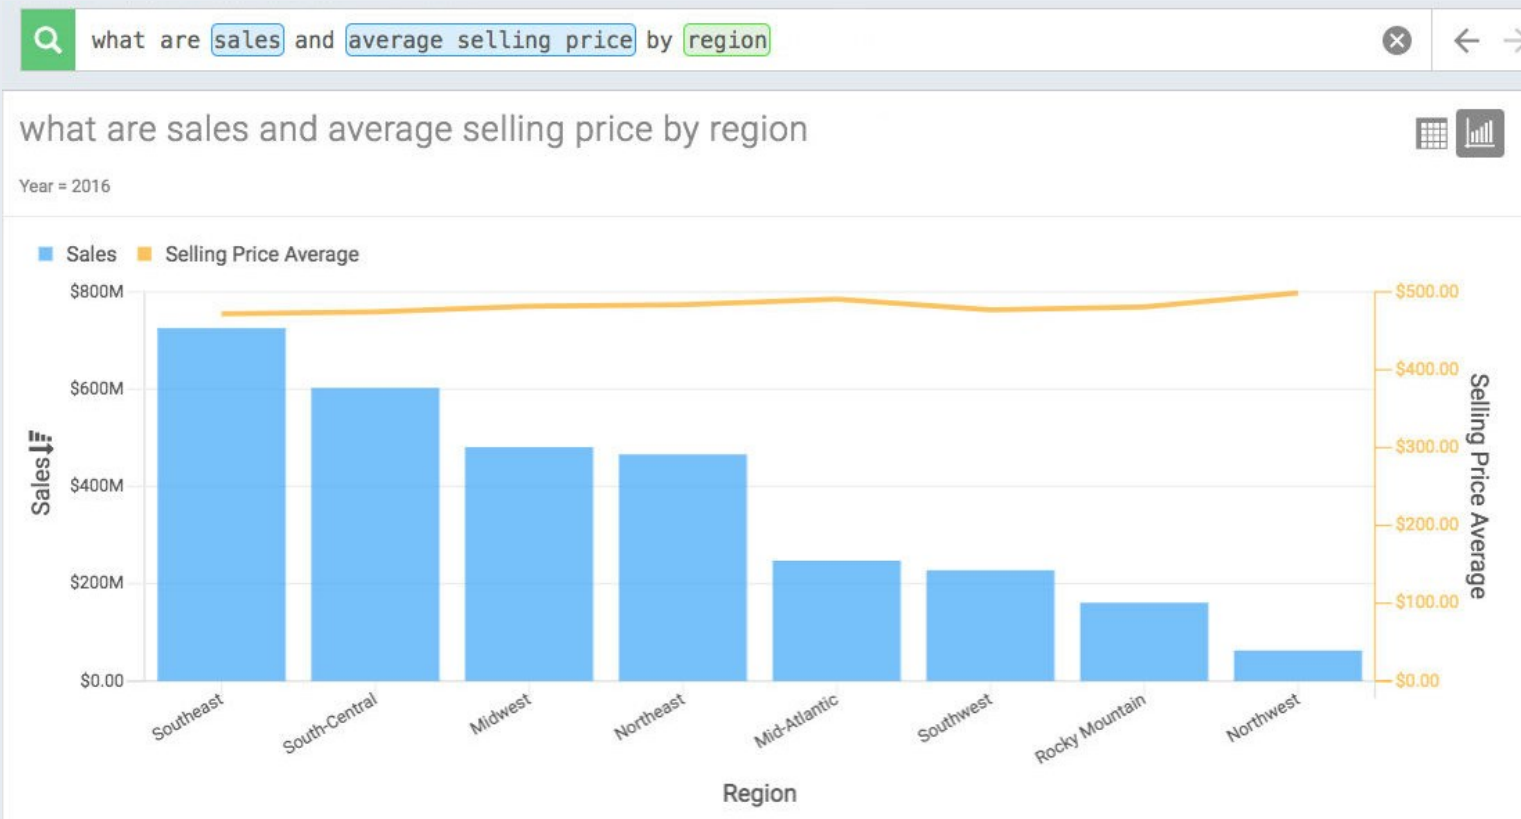 what are sales and average selling price by region
what are sales and average selling price by region
Year = 2016
Sales Selling Price Average
$800M
$600M
$400M
$200M
$0.00
Sales
$500.00
$400.00
$300.00
$200.00
$100.00
$0.00
Selling Price Average
Southeast
South-Central
Midwest
Northeast
Mid-Atlantic
Southwest
Rocky Mountain
Northwest
Region